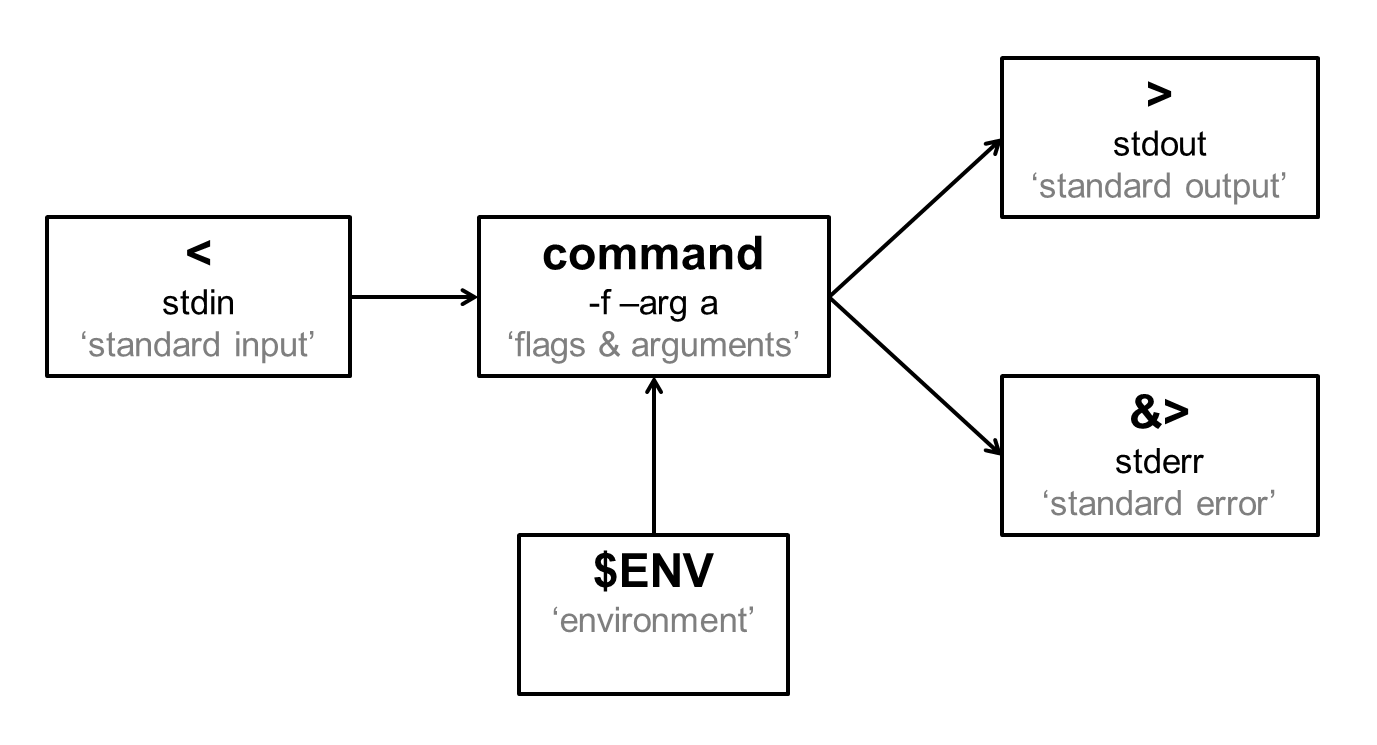 <
stdin
‘standard input’
command
-f –arg a
‘flags & arguments’
$ENV
‘environment’
>
stdout
‘standard output’
&>
stderr
‘standard error’